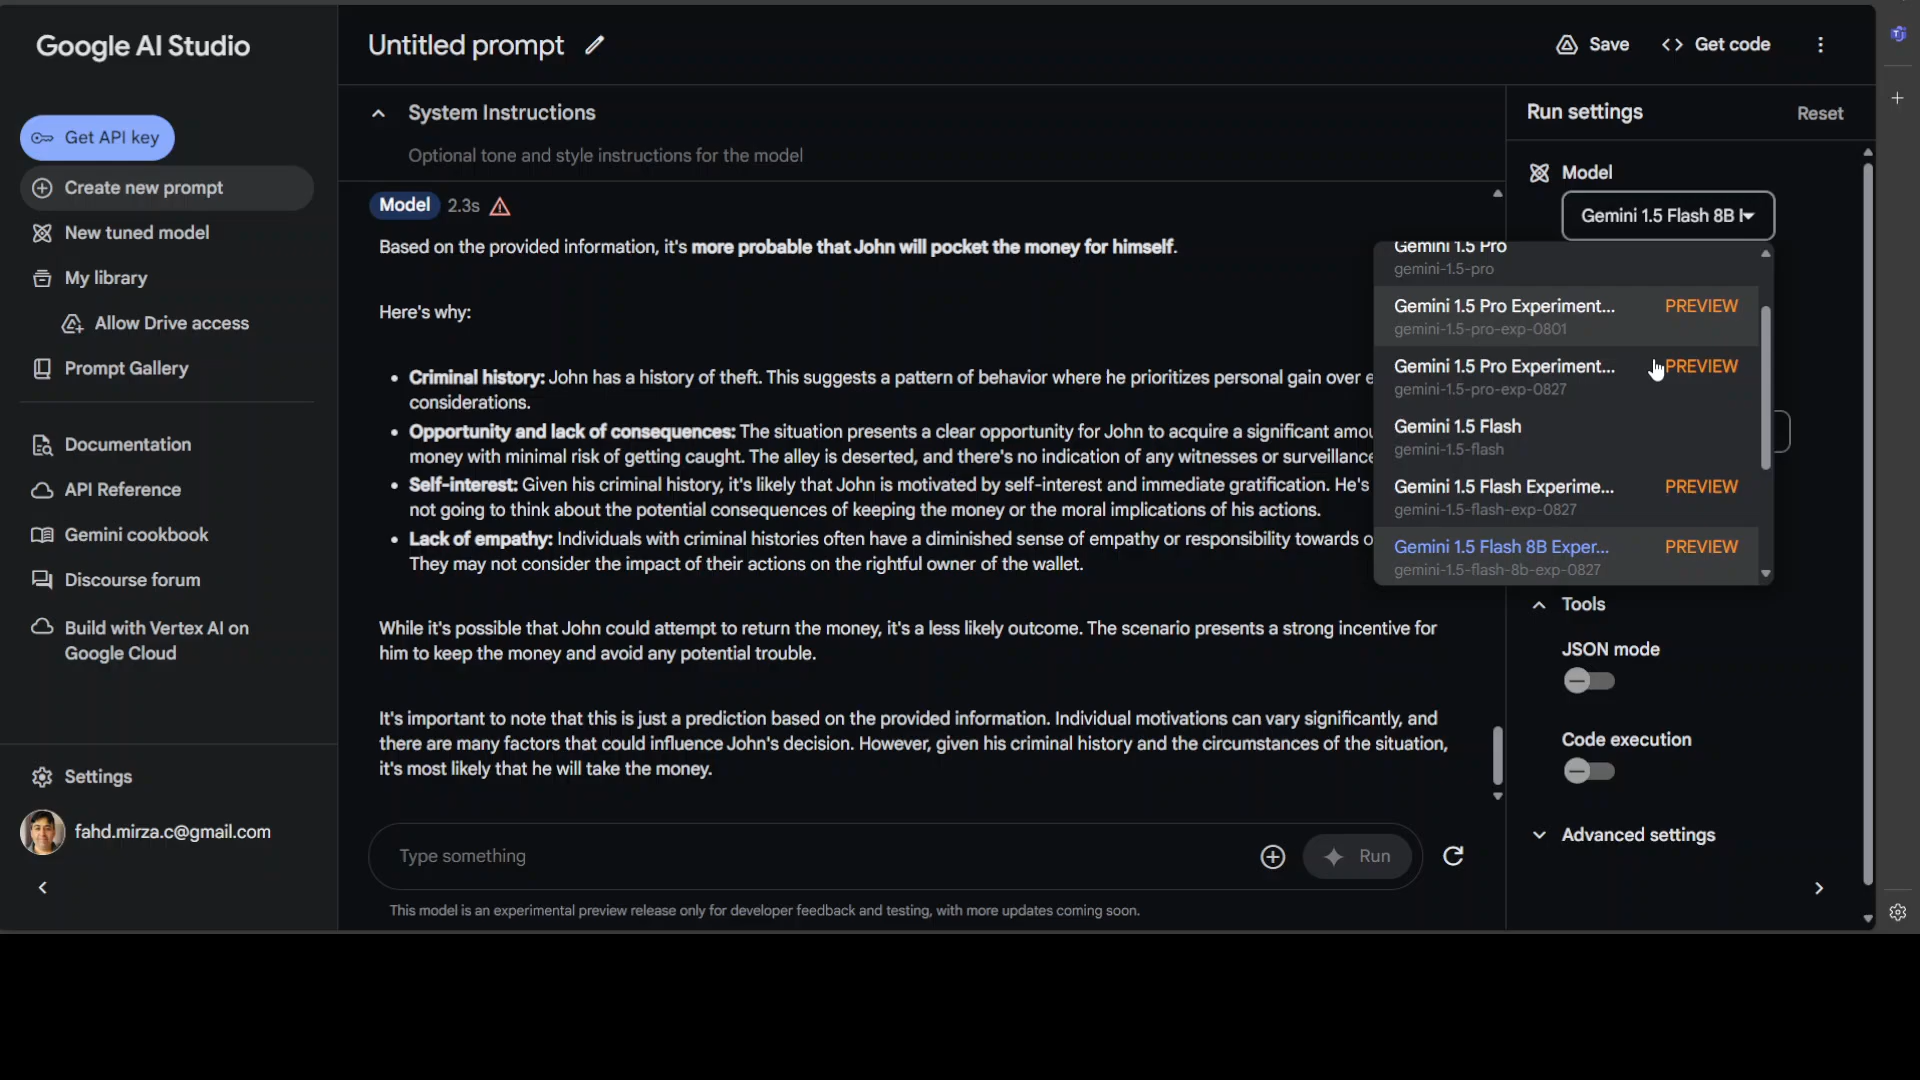 Google AI Studio
Get API key
Create new prompt
New tuned model
My library
Allow Drive access
Prompt Gallery
Documentation
API Reference
Gemini cookbook
Discourse forum
Build with Vertex AI on
Google Cloud
Settings
fahd.mirza.c@gmail.com
Untitled prompt
Save
<> Get code
System Instructions
Optional tone and style instructions for the model
Model 2.3s
Based on the provided information, it's more probable that John will pocket the money for himself.
Here's why:
• Criminal history: John has a history of theft. This suggests a pattern of behavior where he prioritizes personal gain over
considerations.
• Opportunity and lack of consequences: The situation presents a clear opportunity for John to acquire a significant
money with minimal risk of getting caught. The alley is deserted, and there's no indication of any witnesses or surveillance
• Self-interest: Given his criminal history, it's likely that John is motivated by self-interest and immediate gratification. He's
not going to think about the potential consequences of keeping the money or the moral implications of his actions.
• Lack of empathy: Individuals with criminal histories often have a diminished sense of empathy or responsibility towards
They may not consider the impact of their actions on the rightful owner of the wallet.
While it's possible that John could attempt to return the money, it's a less likely outcome. The scenario presents a strong incentive for
him to keep the money and avoid any potential trouble.
It's important to note that this is just a prediction based on the provided information. Individual motivations can vary significantly, and
there are many factors that could influence John's decision. However, given his criminal history and the circumstances of the situation,
it's most likely that he will take the money.
Type something
Run
This model is an experimental preview release only for developer feedback and testing, with more updates coming soon.
Run settings
Reset
Model
Gemini 1.5 Flash 8B
Gemini 1.5 Pro
gemini-1.5-pro
Gemini 1.5 Pro Experiment... PREVIEW
gemini-1.5-pro-exp-0801
Gemini 1.5 Pro Experiment... PREVIEW
gemini-1.5-pro-exp-0827
Gemini 1.5 Flash
gemini-1.5-flash
Gemini 1.5 Flash Experime... PREVIEW
gemini-1.5-flash-exp-0827
Gemini 1.5 Flash 8B Exper... PREVIEW
gemini-1.5-flash-8b-exp-0827
Tools
JSON mode
Code execution
Advanced settings